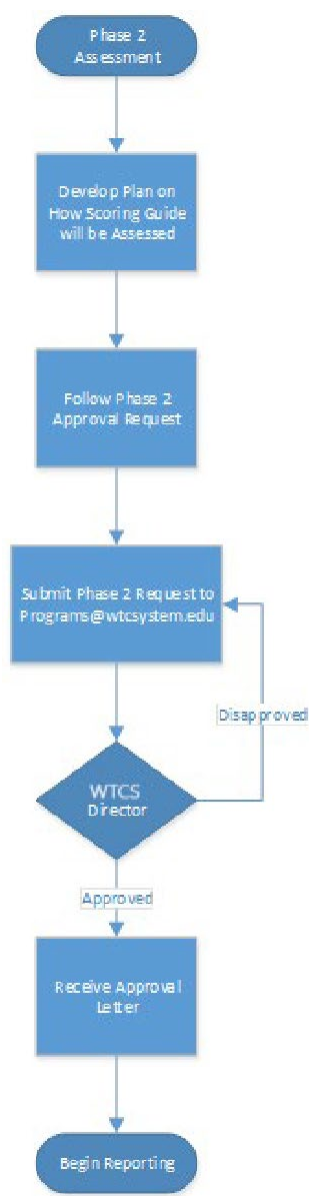 Phase 2
Assessment
Develop Plan on
How Scoring Guide
will be Assessed
Follow Phase 2
Approval Request
Submit Phase 2 Request to
Programs@wtcsystem.edu
Disapproved
WTCS
Director
Approved
Receive Approval
Letter
Begin Reporting